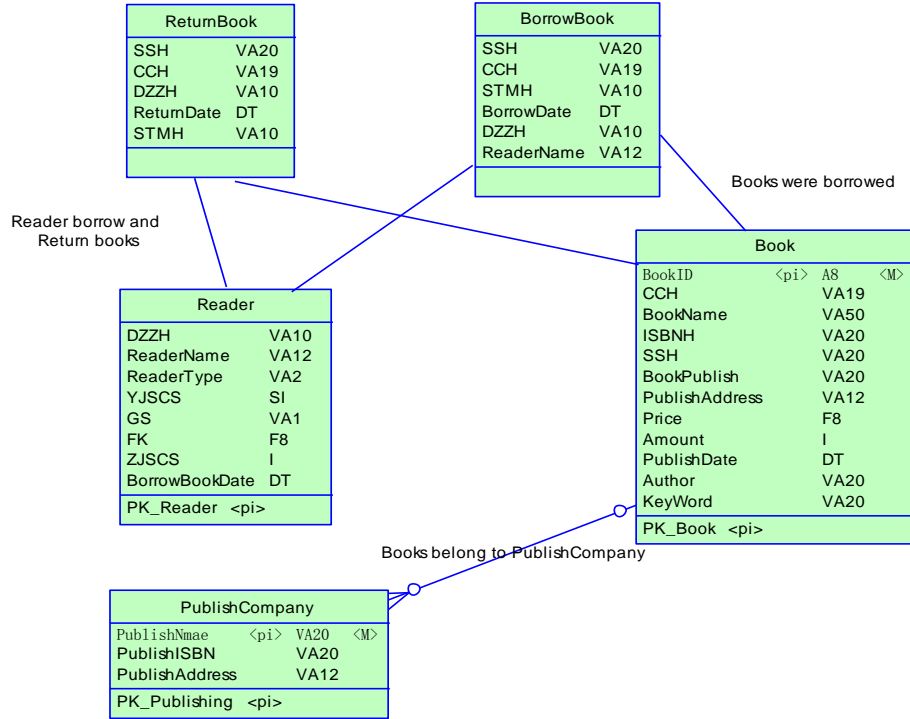 ReturnBook
SSH VA20
CCH VA19
DZZH VA10
ReturnDate DT
STMH VA10
BorrowBook
SSH VA20
CCH VA19
STMH VA10
BorrowDate DT
DZZH VA10
ReaderName VA12
Books were borrowed
Reader borrow and
Return books
Book
BookID <pi> A8 <M>
CCH VA19
BookName VA50
ISBNH VA20
SSH VA20
BookPublish VA20
PublishAddress VA12
Price F8
Amount I
PublishDate DT
Author VA20
KeyWord VA20
PK_Book <pi>
Reader
DZZH VA10
ReaderName VA12
ReaderType VA2
YJSCS SI
GS VA1
FK F8
ZJSCS I
BorrowBookDate DT
PK_Reader <pi>
Books belong to PublishCompany
PublishCompany
PublishNmae <pi> VA20 <M>
PublishISBN VA20
PublishAddress VA12
PK_Publishing <pi>